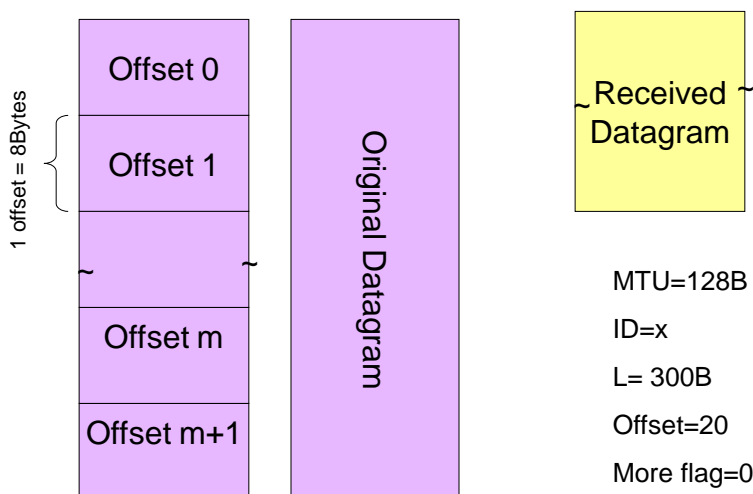 1 offset = 8Bytes
Offset 0
Offset 1
~
~
Offset m
Offset m+1
Original Datagram
~
~
Received
Datagram
MTU=128B
ID=x
L= 300B
Offset=20
More flag=0